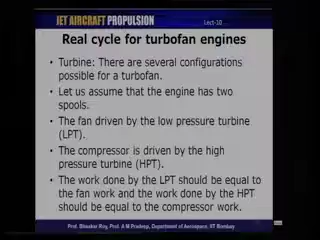 JET AIRCRAFT PROPULSION
Lect-10
Real cycle for turbofan engines
• Turbine: There are several configurations
possible for a turbofan.
• Let us assume that the engine has two
spools.
• The fan driven by the low pressure turbine
(LPT).
• The compressor is driven by the high
pressure turbine (HPT).
• The work done by the LPT should be equal to
the fan work and the work done by the HPT
should be equal to the compressor work.
Prof. Bhaskar Roy, Prof. A M Pradeep, Department of Aerospace, IIT Bombay